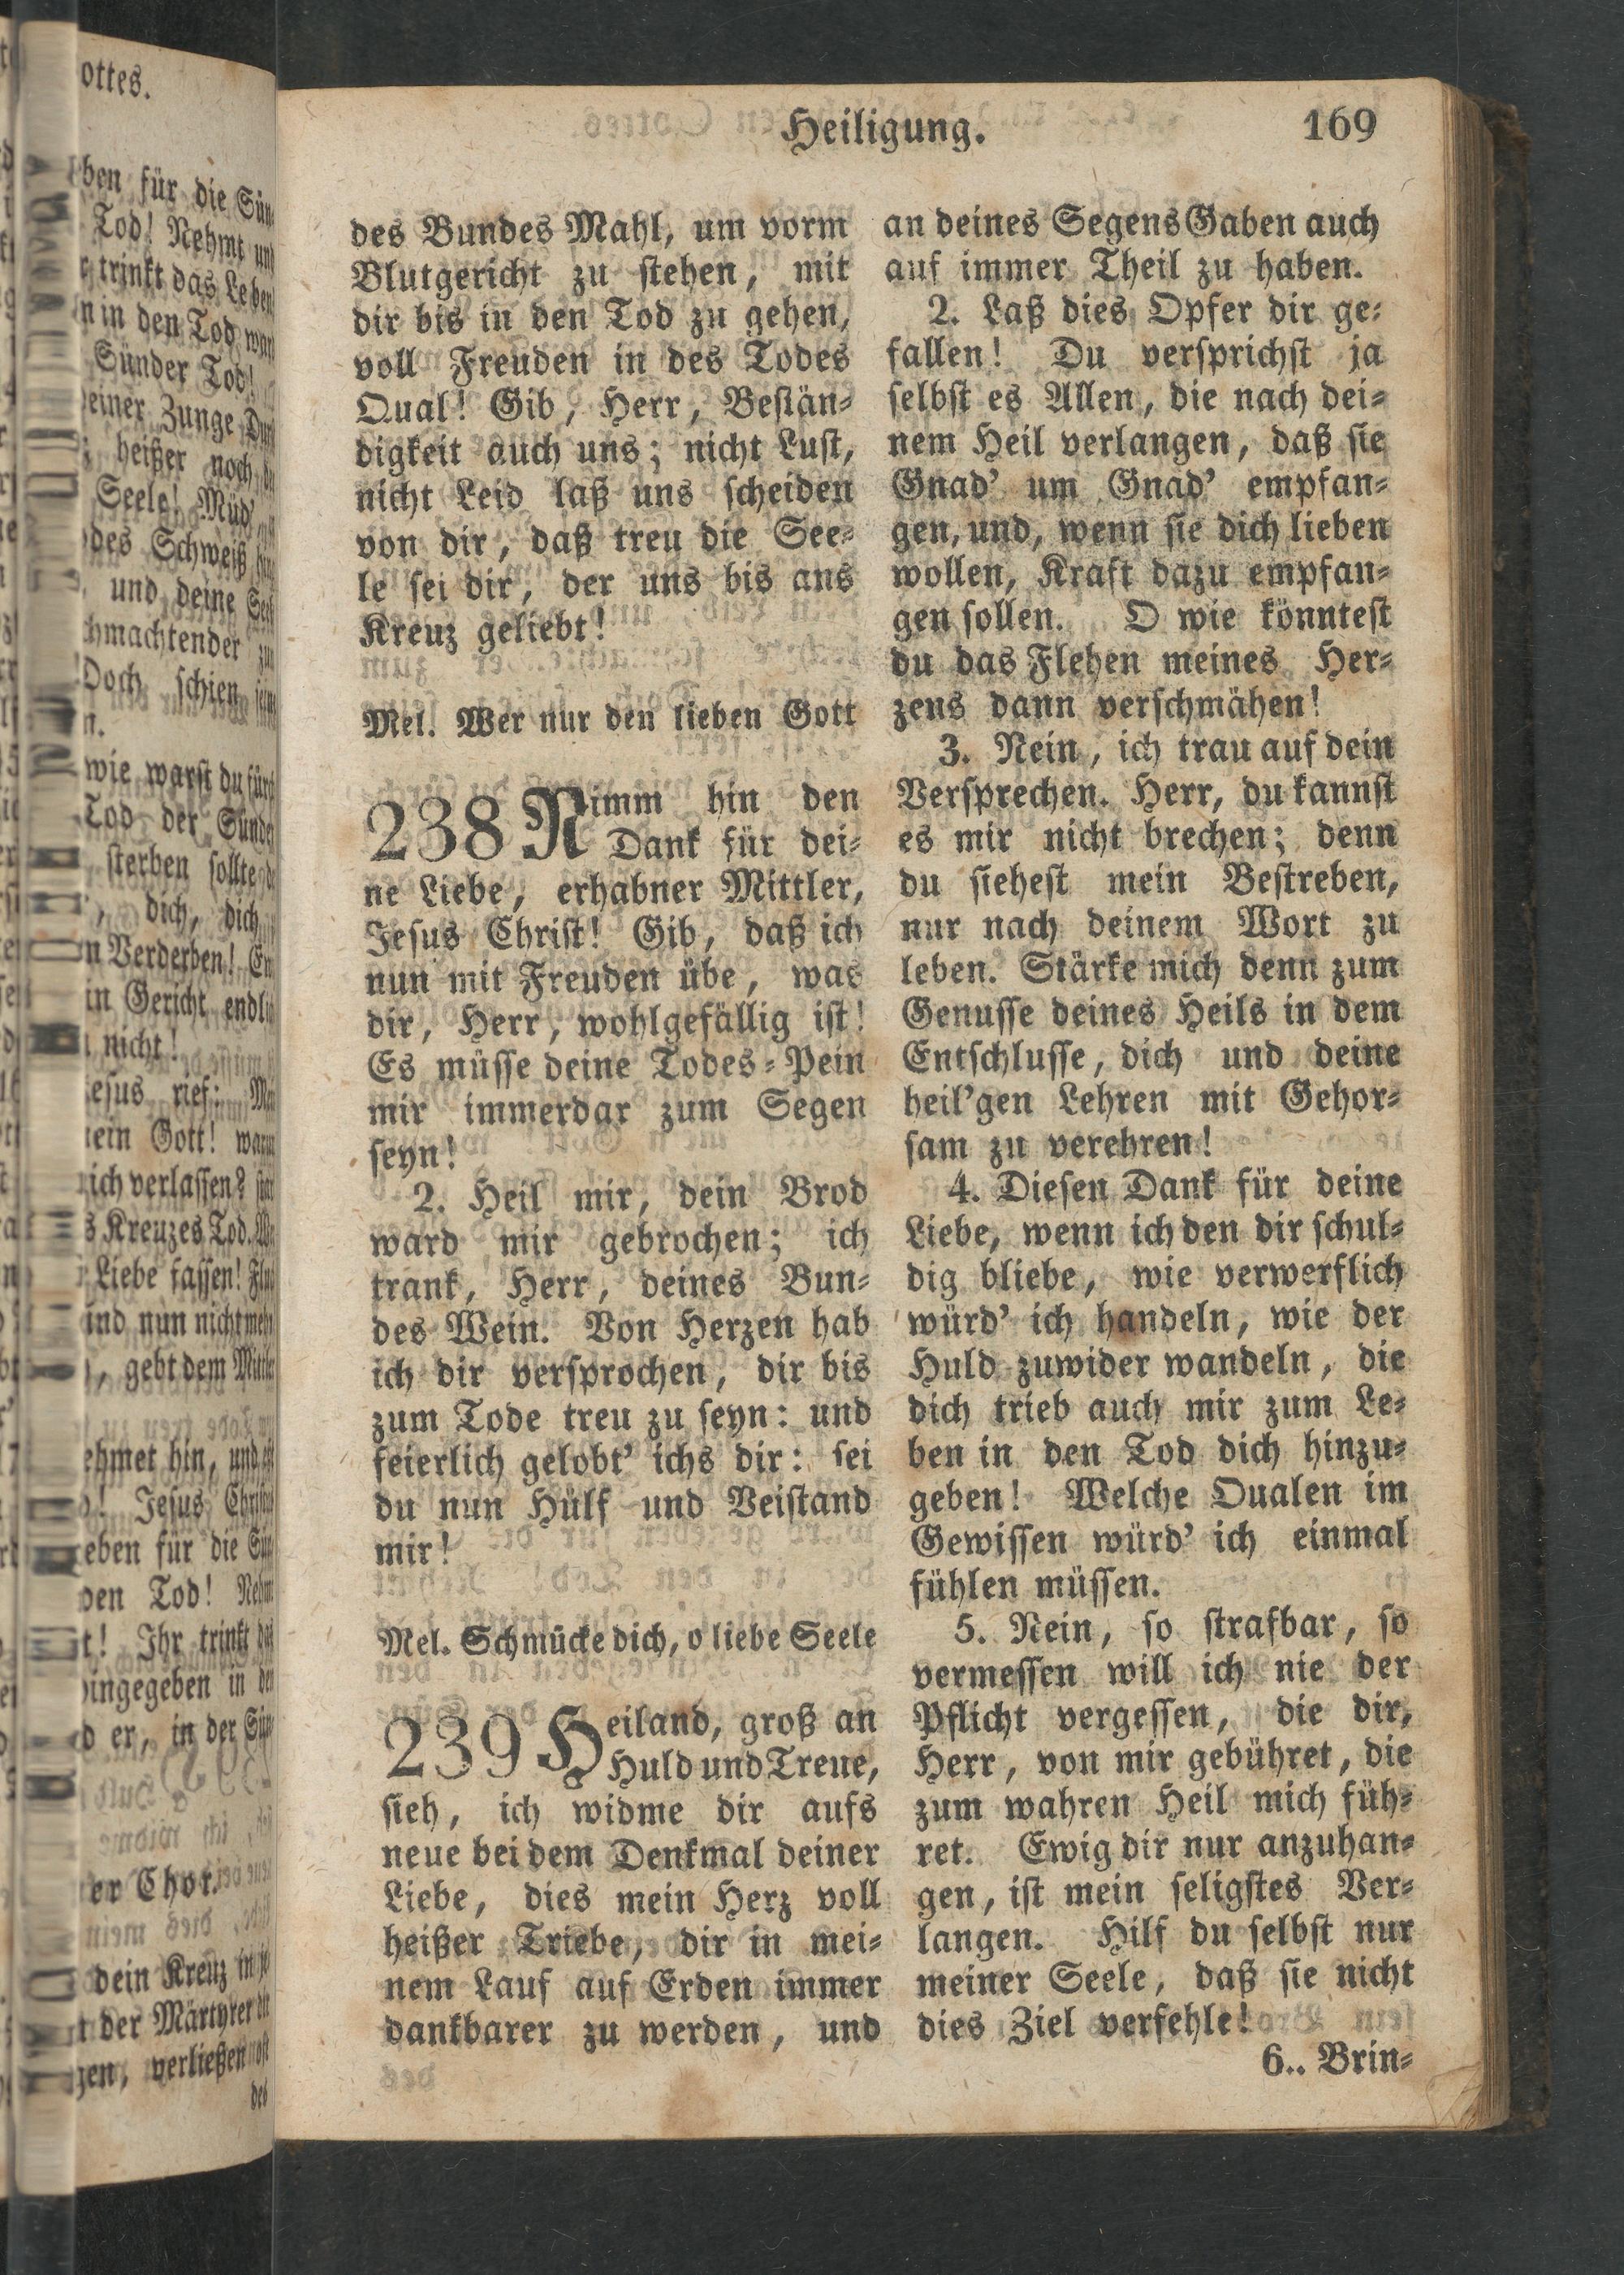 Heiligung. 169
des Bundes Mahl, um vorm
Blutgericht zu stehen, mit
dir bis in den Tod zu gehen,
voll Freuden in des Todes
Qual! Gib, Herr, Bestän-
digkeit auch uns; nicht Lust,
nicht Leid laß uns scheiden
von dir, daß treu die See-
le sei dir, der uns bis ans
Kreuz geliebt!
Mel. Wer nur den lieben Gott
238 Nimm hin den
Dank für dei-
ne Liebe, erhabner Mittler,
Jesus Christ! Gib, daß ich
nun mit Freuden übe, was
dir, Herr, wohlgefällig ist!
Es müsse deine Todes-Pein
mir immerdar zum Segen
seyn!
2. Heil mir, dein Brod
ward mir gebrochen; ich
trank, Herr, deines Bun-
des Wein. Von Herzen hab
ich dir versprochen, dir bis
zum Tode treu zu seyn: und
feierlich gelobt' ichs dir: sei
du nun Hülf und Beistand
mir!
Mel. Schmücke dich, o liebe Seele
239 Heiland, groß an
Huld und Treue,
sieh, ich widme dir aufs
neue bei dem Denkmal deiner
Liebe, dies mein Herz voll
heißer Triebe, dir in mei-
nem Lauf auf Erden immer
dankbarer zu werden, und
an deines Segens Gaben auch
auf immer Theil zu haben.
2. Laß dies Opfer dir ge-
fallen! Du versprichst ja
selbst es Allen, die nach dei-
nem Heil verlangen, daß sie
Gnad' um Gnad' empfan-
gen, und, wenn sie dich lieben
wollen, Kraft dazu empfan-
gen sollen. O wie könntest
du das Flehen meines Her-
zens dann verschmähen!
3. Nein, ich trau auf dein
Versprechen. Herr, du kannst
es mir nicht brechen; denn
du siehest mein Bestreben,
nur nach deinem Wort zu
leben. Stärke mich denn zum
Genusse deines Heils in dem
Entschlusse, dich und deine
heil'gen Lehren mit Gehor-
sam zu verehren!
4. Diesen Dank für deine
Liebe, wenn ich den dir schul-
dig bliebe, wie verwerflich
würd' ich handeln, wie der
Huld zuwider wandeln, die
dich trieb auch mir zum Le-
ben in den Tod dich hinzu-
geben! Welche Qualen im
Gewissen würd' ich einmal
fühlen müssen.
5. Nein, so strafbar, so
vermessen will ich nie der
Pflicht vergessen, die dir,
Herr, von mir gebühret, die
zum wahren Heil mich füh-
ret. Ewig dir nur anzuhan-
gen, ist mein seligstes Ver-
langen. Hilf du selbst nur
meiner Seele, daß sie nicht
dies Ziel verfehle!
6.. Brin-